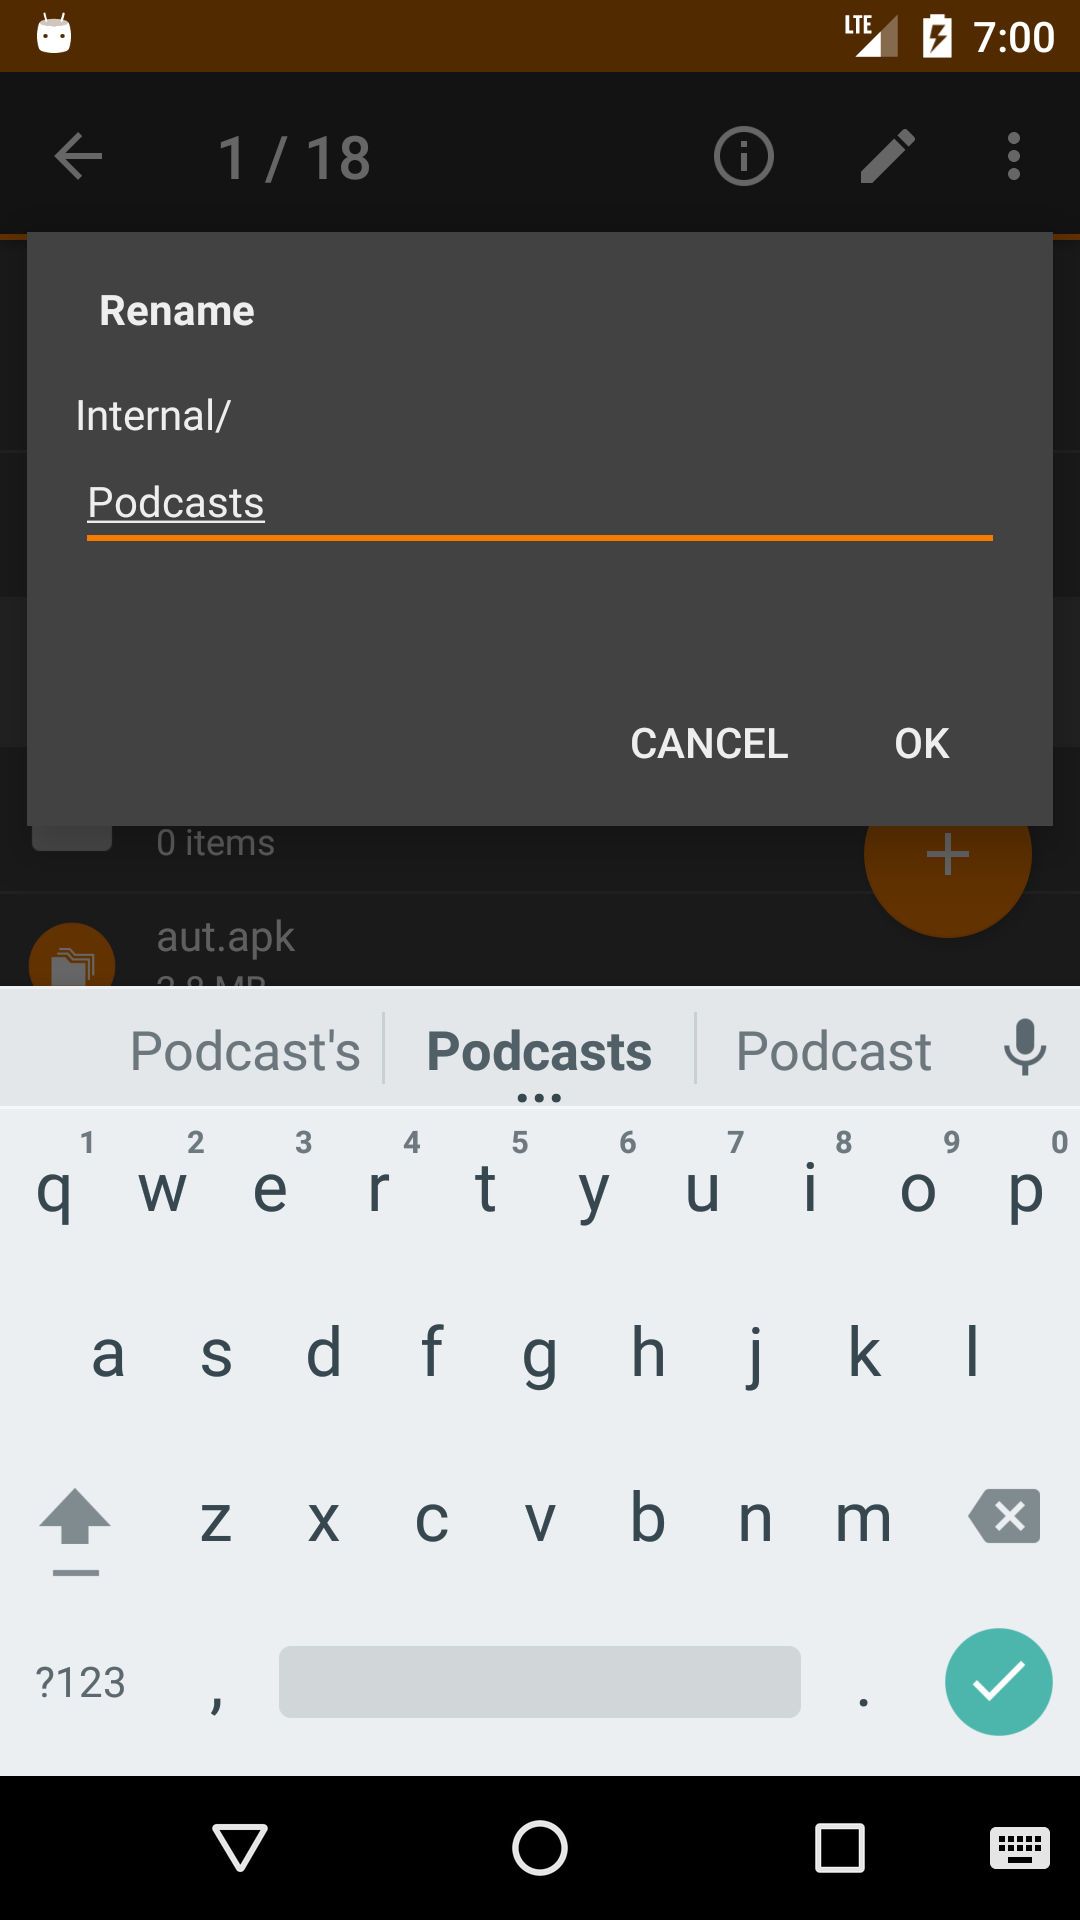 LTE 7:00
1 / 18
Rename
Internal/
Podcasts
CANCEL OK
0 items
aut.apk
Podcast's Podcasts Podcast
1 2 3 4 5 6 7 8 9 0
q w e r t y u i o p
a s d f g h j k l
z x c v b n m
?123 , .